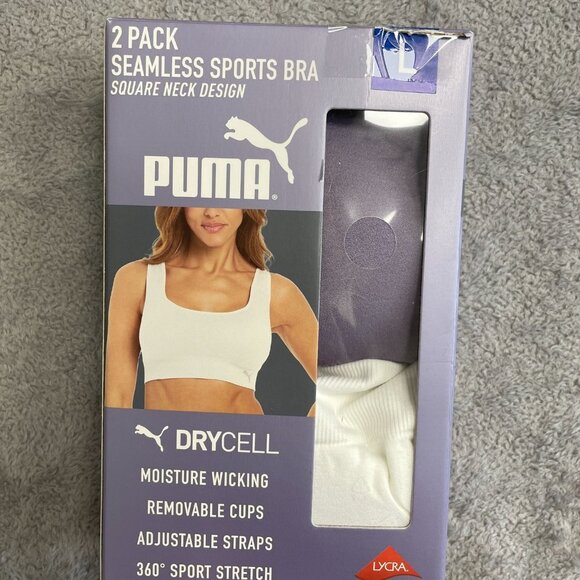 2 PACK
SEAMLESS SPORTS BRA
SQUARE NECK DESIGN
L
PUMA®
DRYCELL
MOISTURE WICKING
REMOVABLE CUPS
ADJUSTABLE STRAPS
360° SPORT STRETCH
LYCRA